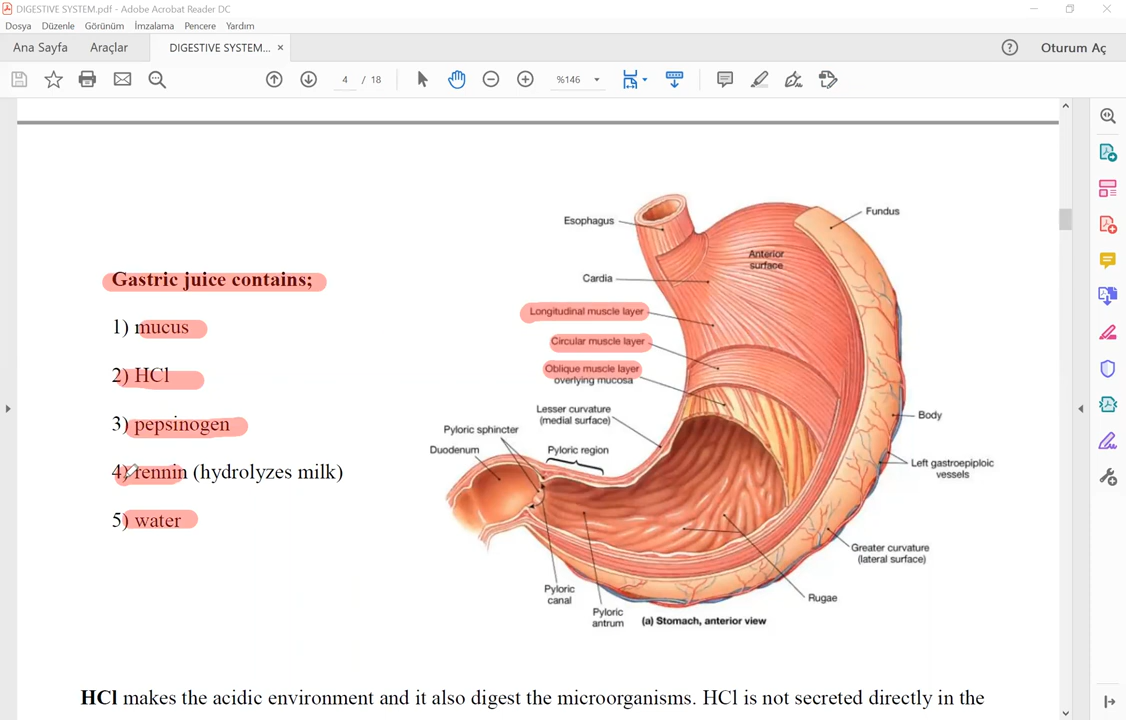 DIGESTIVE SYSTEM.pdf - Adobe Acrobat Reader DC
Dosya Düzenle Görünüm İmzalama Pencere Yardım
Ana Sayfa Araçlar DIGESTIVE SYSTEM... × Oturum Aç
4 / 18 %146
Gastric juice contains;
1) mucus
2) HCl
3) pepsinogen
4) rennin (hydrolyzes milk)
5) water
Esophagus
Fundus
Anterior
surface
Cardia
Longitudinal muscle layer
Circular muscle layer
Oblique muscle layer
overlying mucosa
Lesser curvature
(medial surface)
Body
Pyloric sphincter
Duodenum
Pyloric region
Left gastroepiploic
vessels
Greater curvature
(lateral surface)
Pyloric
canal
Rugae
Pyloric
antrum
(a) Stomach, anterior view
HCl makes the acidic environment and it also digest the microorganisms. HCl is not secreted directly in the